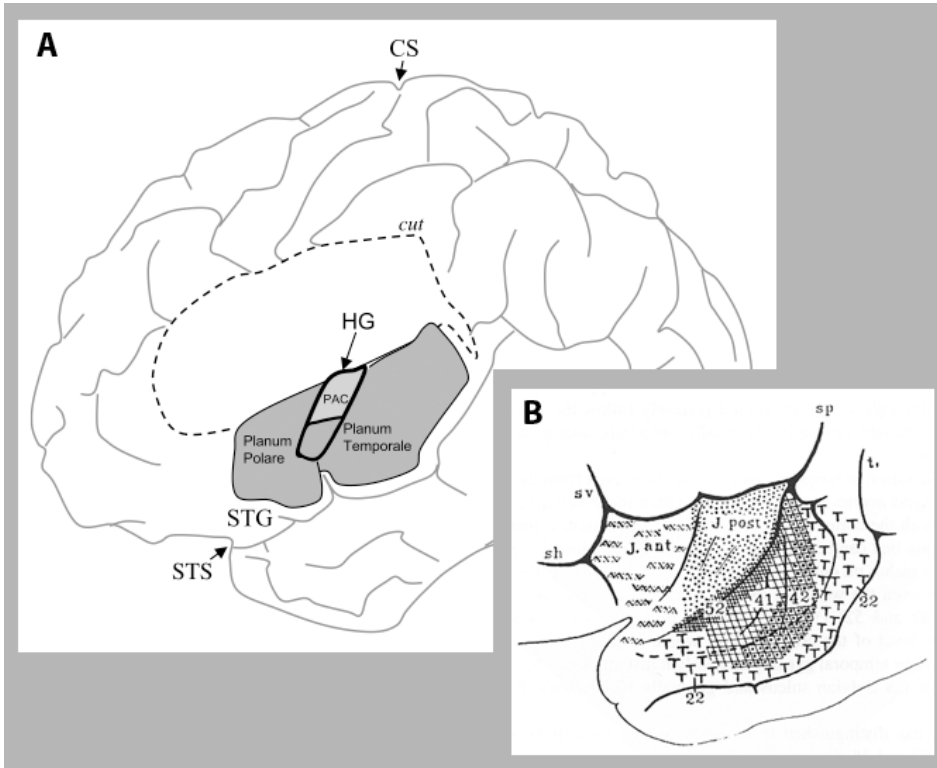 A
CS
cut
HG
PAC
Planum
Polare
Planum
Temporale
STG
STS
B
sp
sv
t,
J. post
J. ant
sh
52
41
42
22
22